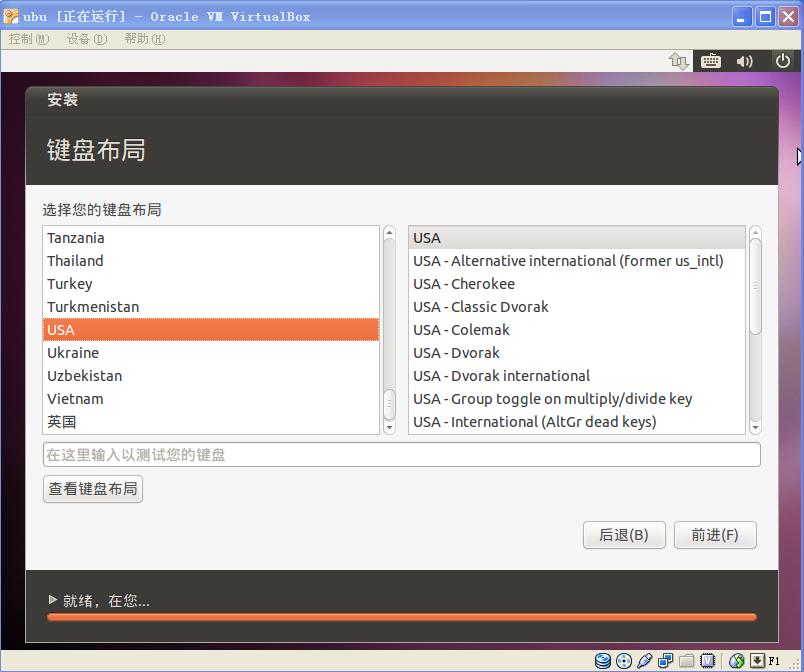 ubu [正在运行] - Oracle VM VirtualBox
控制(M) 设备(D) 帮助(H)
安装
键盘布局
选择您的键盘布局
Tanzania
Thailand
Turkey
Turkmenistan
USA
Ukraine
Uzbekistan
Vietnam
英国
USA
USA - Alternative international (former us_intl)
USA - Cherokee
USA - Classic Dvorak
USA - Colemak
USA - Dvorak
USA - Dvorak international
USA - Group toggle on multiply/divide key
USA - International (AltGr dead keys)
在这里输入以测试您的键盘
查看键盘布局
后退(B) 前进(F)
就绪，在您...
F1